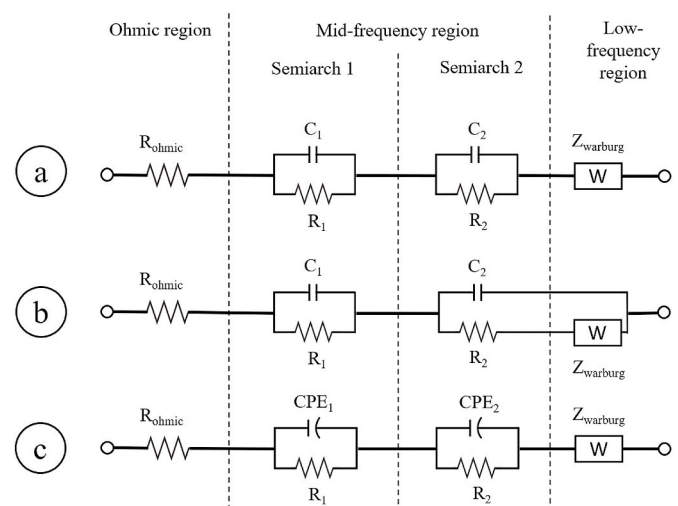 Ohmic region
Mid-frequency region
Low-
frequency
region
Semiarch 1
Semiarch 2
a
R_ohmic
C_1
R_1
C_2
R_2
Z_warburg
W
b
R_ohmic
C_1
R_1
C_2
R_2
W
Z_warburg
c
R_ohmic
CPE_1
R_1
CPE_2
R_2
Z_warburg
W